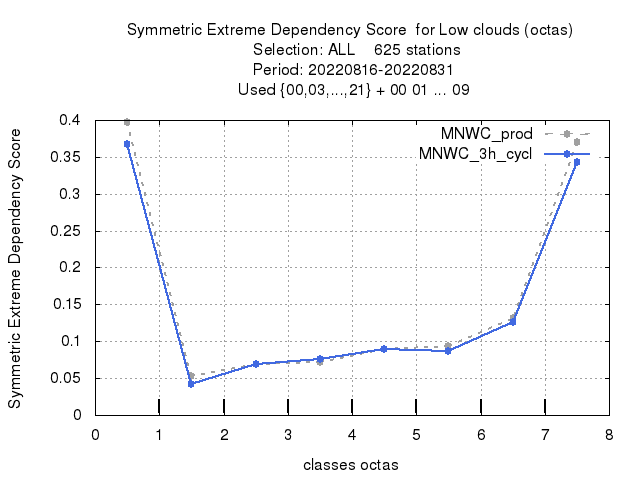 Symmetric Extreme Dependency Score  for Low clouds (octas)
Selection: ALL    625 stations
Period: 20220816-20220831
Used {00,03,...,21} + 00 01 ... 09
MNWC_prod
MNWC_3h_cycl
Symmetric Extreme Dependency Score
0.4
0.35
0.3
0.25
0.2
0.15
0.1
0.05
0
0 1 2 3 4 5 6 7 8
classes octas